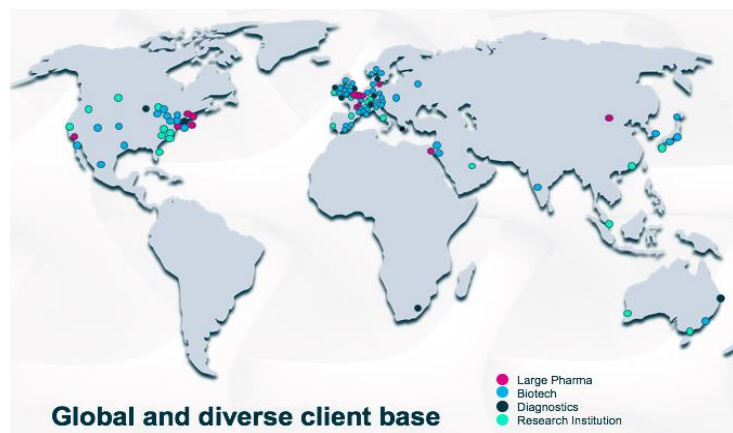 Large Pharma
Biotech
Diagnostics
Research Institution
Global and diverse client base